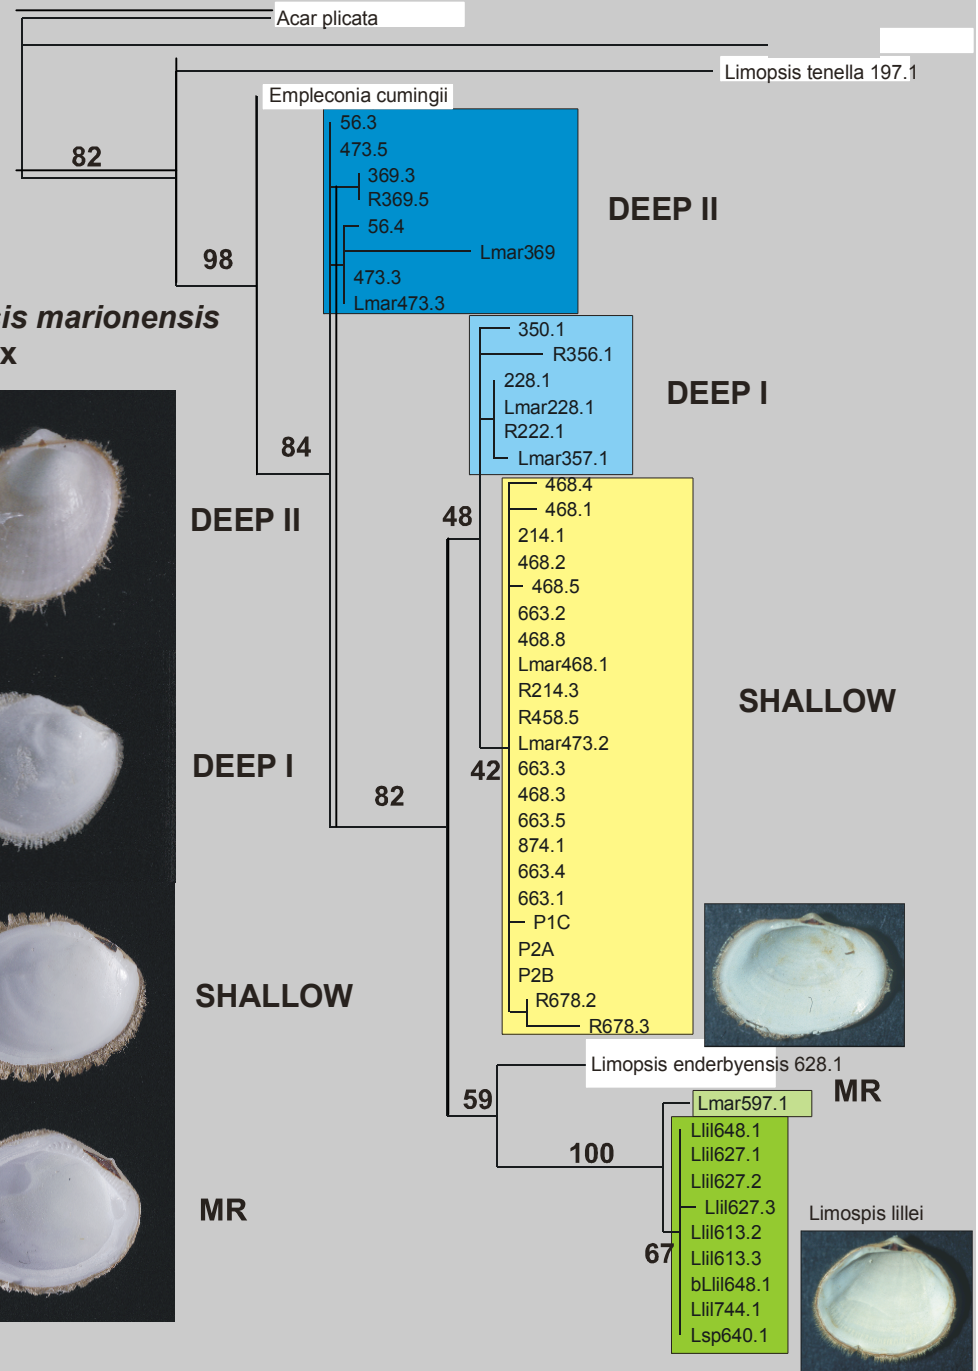 Acar plicata
Limopsis tenella 197.1
Empleconia cumingii
56.3
82
473.5
369.3
R369.5
DEEP II
56.4
98
Lmar369
473.3
Lmar473.3
sis marionensis
x
350.1
R356.1
228.1
DEEP I
Lmar228.1
R222.1
84
Lmar357.1
468.4
48
468.1
DEEP II
214.1
468.2
468.5
663.2
468.8
Lmar468.1
R214.3
SHALLOW
R458.5
Lmar473.2
DEEP I
42
663.3
82
468.3
663.5
874.1
663.4
663.1
P1C
P2A
P2B
SHALLOW
R678.2
R678.3
Limopsis enderbyensis 628.1
MR
59
Lmar597.1
Llil648.1
100
Llil627.1
Llil627.2
MR
Llil627.3
Limospis lillei
Llil613.2
67
Llil613.3
bLlil648.1
Llil744.1
Lsp640.1